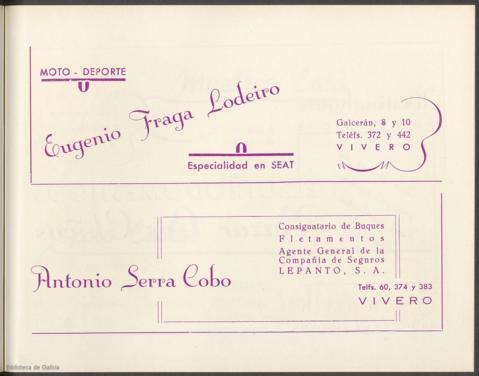 MOTO - DEPORTE
Eugenio Fraga Lodeiro
Especialidad en SEAT
Galcerán, 8 y 10
Teléfs. 372 y 442
VIVERO
Antonio Serra Cobo
Consignatario de Buques
Fletamentos
Agente General de la
Compañía de Seguros
LEPANTO, S. A.
Telfs. 60, 374 y 383
VIVERO
Biblioteca de Galicia